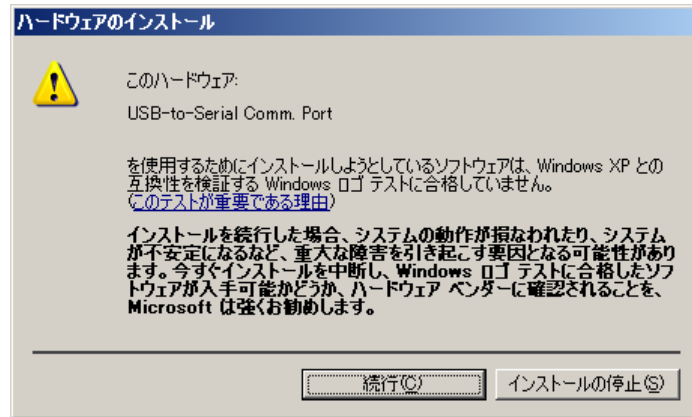 ハードウェアのインストール
このハードウェア:
USB-to-Serial Comm. Port
を使用するためにインストールしようとしているソフトウェアは、Windows XP との
互換性を検証する Windows ロゴ テストに合格していません。
(このテストが重要である理由)
インストールを続行した場合、システムの動作が損なわれたり、システム
が不安定になるなど、重大な障害を引き起こす要因となる可能性があり
ます。今すぐインストールを中断し、Windows ロゴ テストに合格したソフ
トウェアが入手可能かどうか、ハードウェア ベンダーに確認されることを、
Microsoft は強くお勧めします。
続行(C) インストールの停止(S)